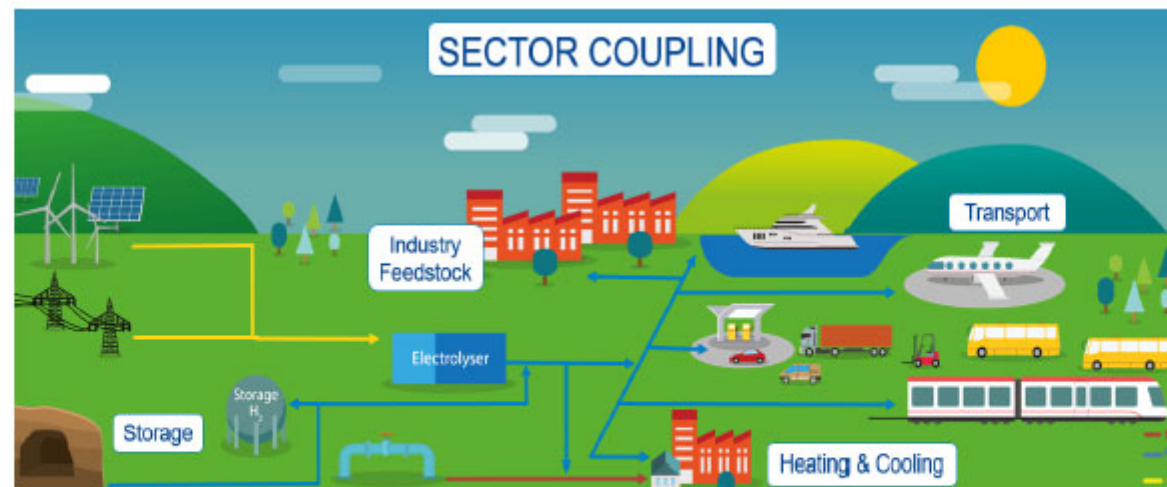 SECTOR COUPLING
Transport
Industry
Feedstock
Electrolyser
Storage
H2
Storage
Heating & Cooling